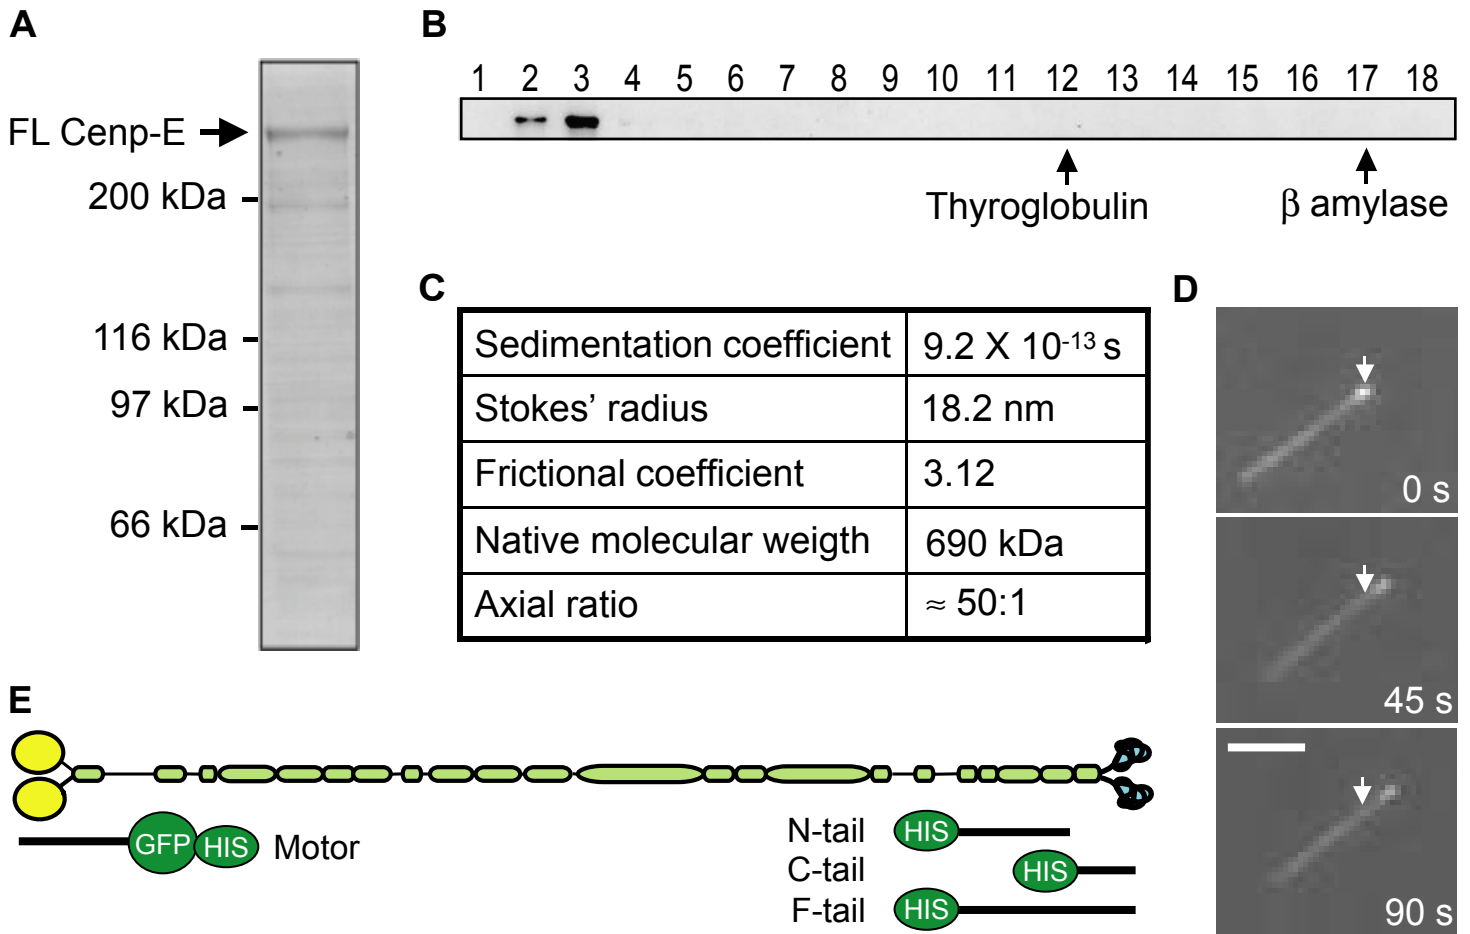 A
FL Cenp-E
200 kDa
116 kDa
97 kDa
66 kDa
B
1 2 3 4 5 6 7 8 9 10 11 12 13 14 15 16 17 18
Thyroglobulin
β amylase
C
Sedimentation coefficient 9.2 X 10⁻¹³ s
Stokes’ radius 18.2 nm
Frictional coefficient 3.12
Native molecular weigth 690 kDa
Axial ratio ≈ 50:1
D
0 s
45 s
90 s
E
GFP HIS Motor
N-tail HIS
C-tail HIS
F-tail HIS